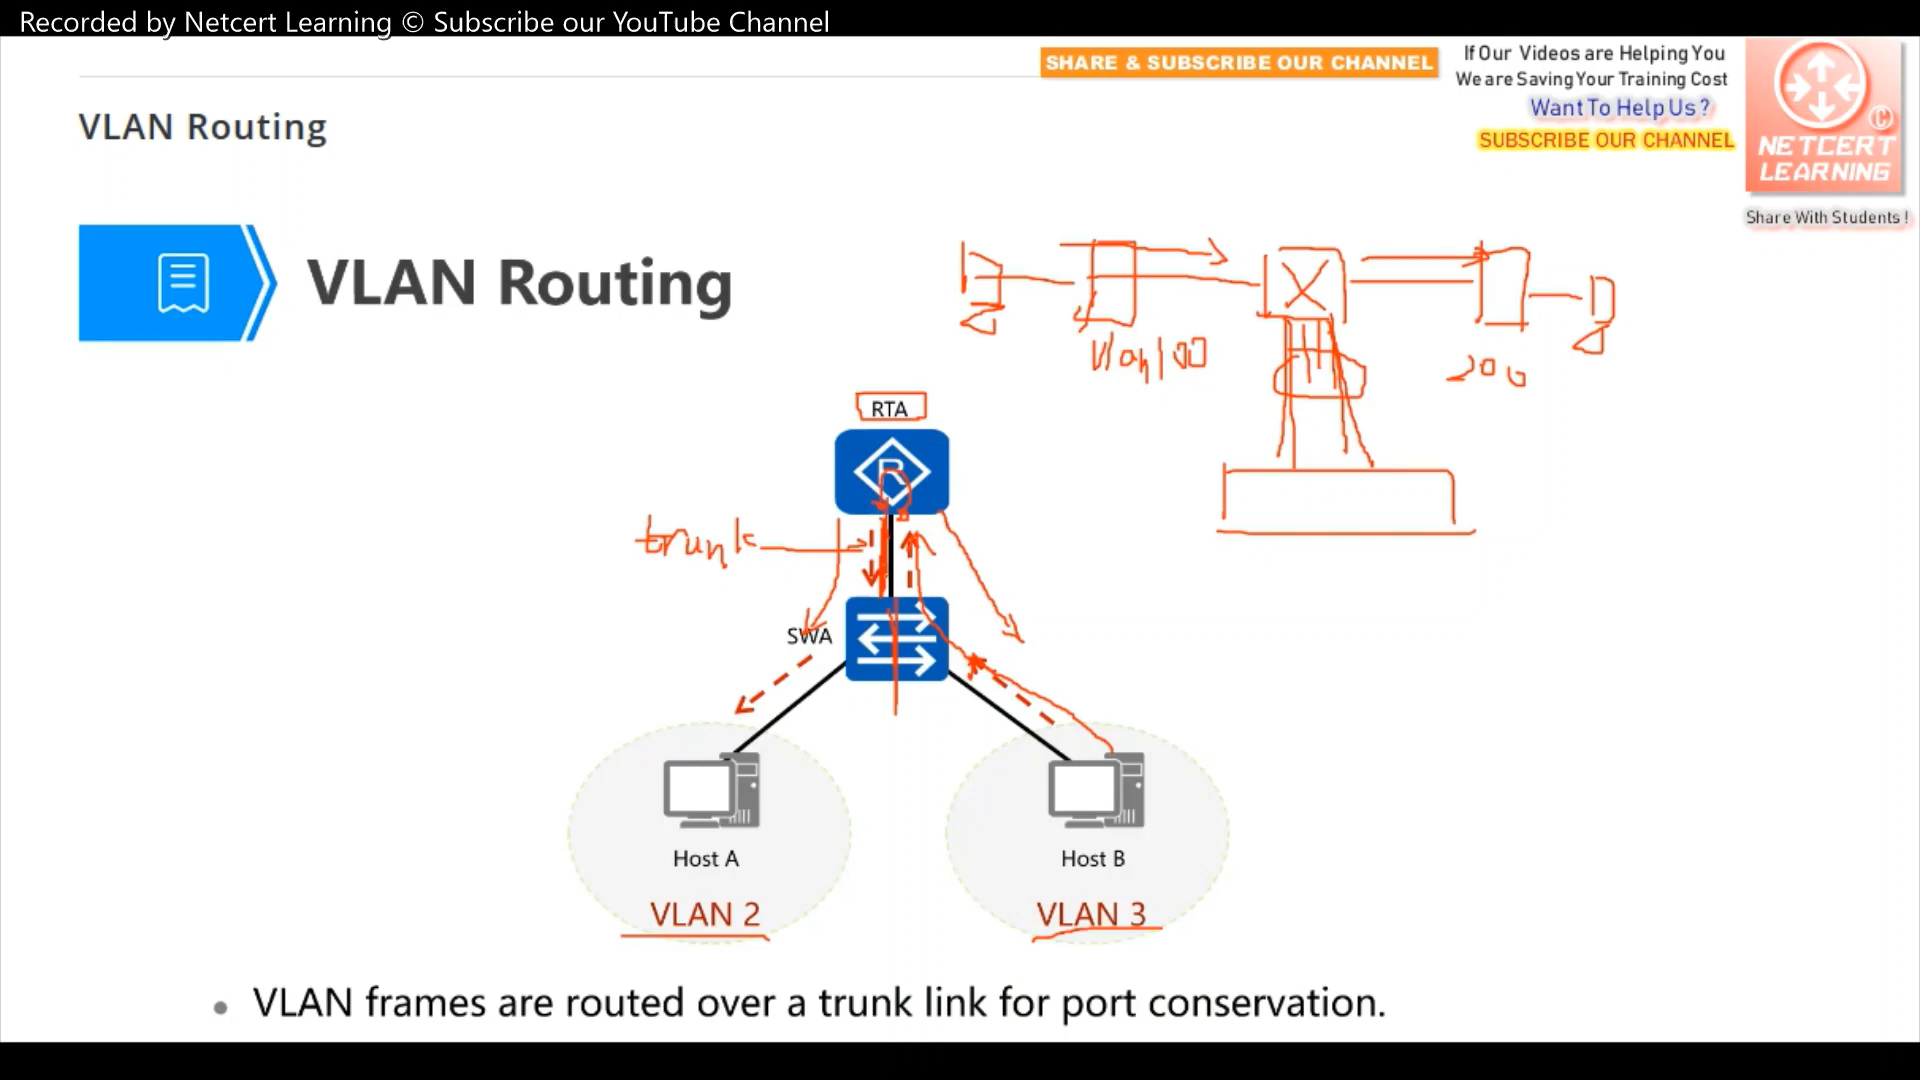 Recorded by Netcert Learning © Subscribe our YouTube Channel
SHARE & SUBSCRIBE OUR CHANNEL
If Our Videos are Helping You
We are Saving Your Training Cost
Want To Help Us ?
SUBSCRIBE OUR CHANNEL
©
NETCERT
LEARNING
Share With Students !
VLAN Routing
VLAN Routing
Vlan 100
200
RTA
R
trunk
SWA
Host A
Host B
VLAN 2
VLAN 3
• VLAN frames are routed over a trunk link for port conservation.